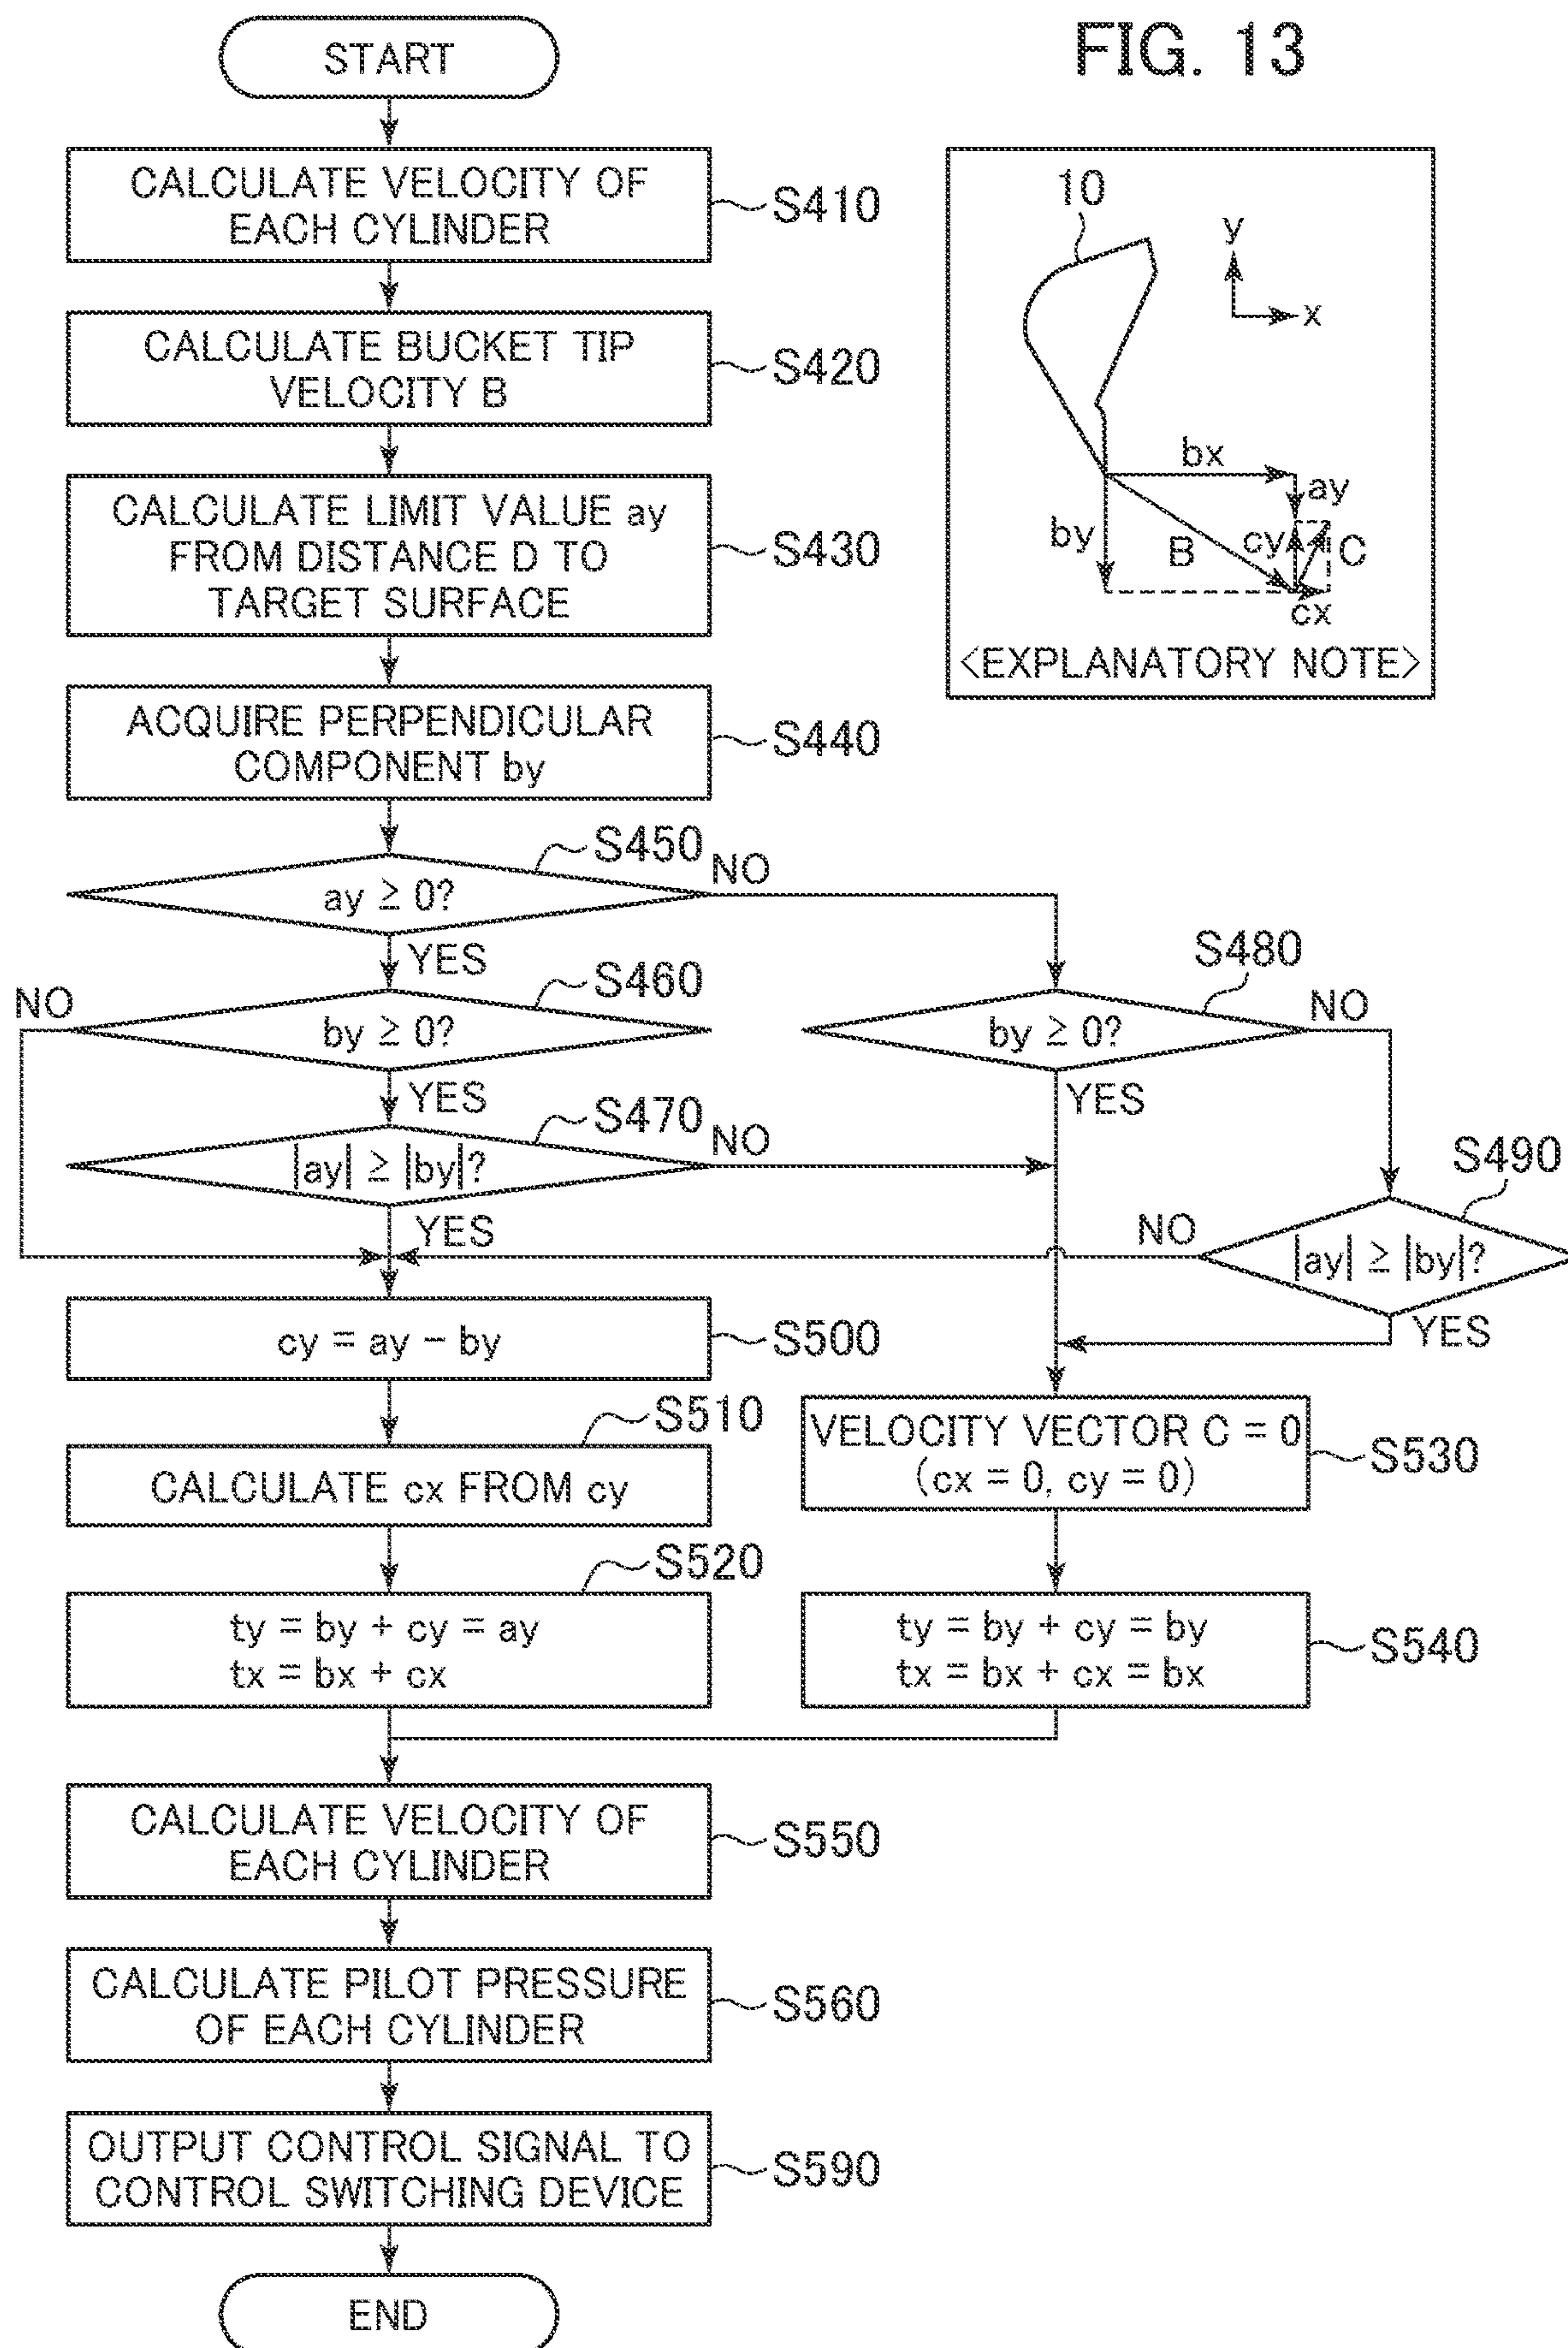 FIG. 13
START
CALCULATE VELOCITY OF
EACH CYLINDER
S410
CALCULATE BUCKET TIP
VELOCITY B
S420
CALCULATE LIMIT VALUE ay
FROM DISTANCE D TO
TARGET SURFACE
S430
ACQUIRE PERPENDICULAR
COMPONENT by
S440
10
y
x
bx
ay
by
B
cy
C
cx
<EXPLANATORY NOTE>
S450
ay ≥ 0?
NO
YES
S460
by ≥ 0?
NO
YES
S470
|ay| ≥ |by|?
NO
YES
S480
by ≥ 0?
NO
YES
S490
|ay| ≥ |by|?
NO
YES
cy = ay − by
S500
S510
CALCULATE cx FROM cy
S520
ty = by + cy = ay
tx = bx + cx
VELOCITY VECTOR C = 0
(cx = 0, cy = 0)
S530
ty = by + cy = by
tx = bx + cx = bx
S540
CALCULATE VELOCITY OF
EACH CYLINDER
S550
CALCULATE PILOT PRESSURE
OF EACH CYLINDER
S560
OUTPUT CONTROL SIGNAL TO
CONTROL SWITCHING DEVICE
S590
END